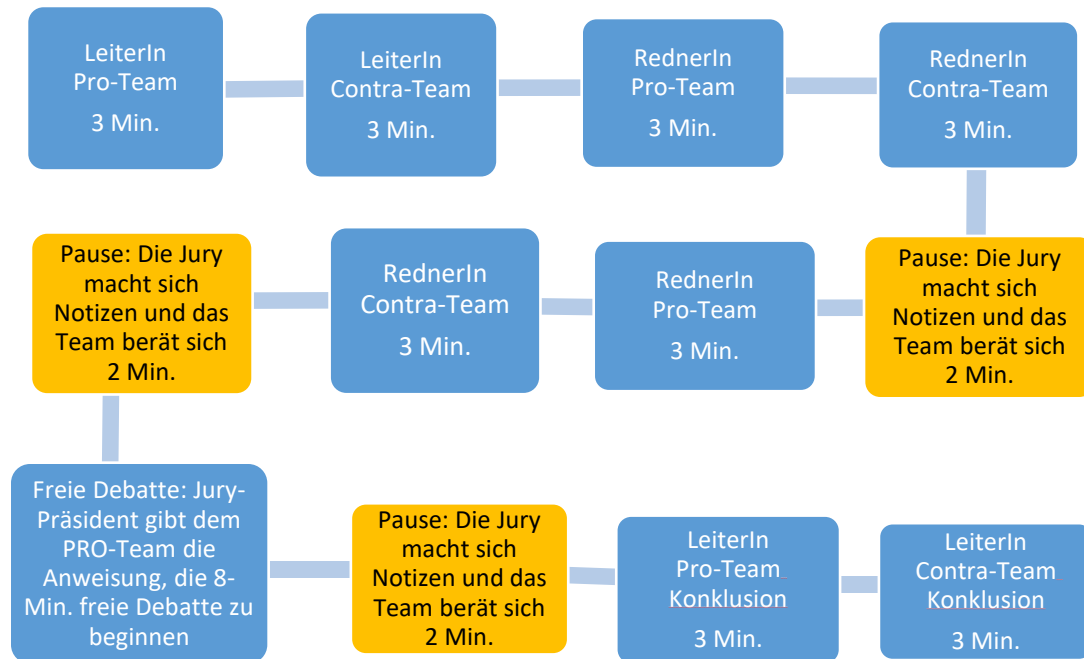 LeiterIn
Pro-Team
3 Min.
LeiterIn
Contra-Team
3 Min.
RednerIn
Pro-Team
3 Min.
RednerIn
Contra-Team
3 Min.
Pause: Die Jury
macht sich
Notizen und das
Team berät sich
2 Min.
RednerIn
Pro-Team
3 Min.
RednerIn
Contra-Team
3 Min.
Pause: Die Jury
macht sich
Notizen und das
Team berät sich
2 Min.
Freie Debatte: Jury-
Präsident gibt dem
PRO-Team die
Anweisung, die 8-
Min. freie Debatte zu
beginnen
Pause: Die Jury
macht sich
Notizen und das
Team berät sich
2 Min.
LeiterIn
Pro-Team
Konklusion
3 Min.
LeiterIn
Contra-Team
Konklusion
3 Min.